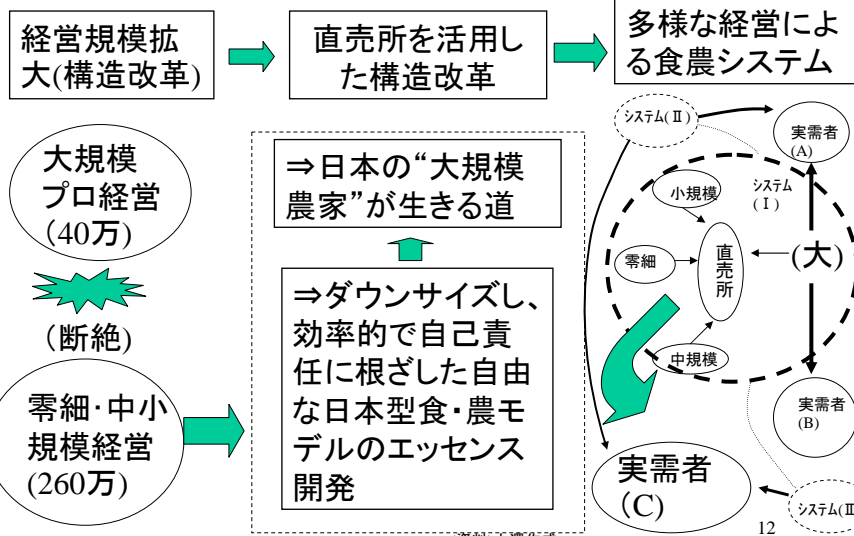 経営規模拡
大(構造改革)
直売所を活用し
た構造改革
多様な経営によ
る食農システム
大規模
プロ経営
(40万)
(断絶)
零細・中小
規模経営
(260万)
⇒日本の“大規模
農家”が生きる道
⇒ダウンサイズし、
効率的で自己責
任に根ざした自由
な日本型食・農モ
デルのエッセンス
開発
システム(Ⅱ)
実需者
(A)
小規模
システム
(Ⅰ)
零細
直売所
(大)
中規模
実需者
(B)
実需者
(C)
システム(Ⅲ
12